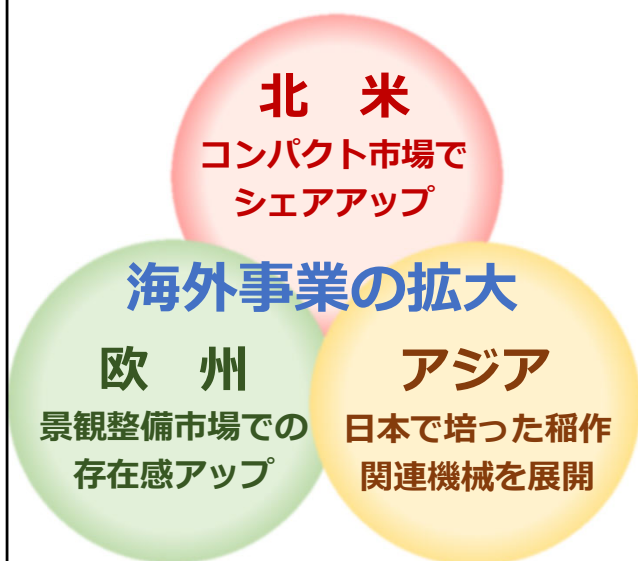 北　米
コンパクト市場で
シェアアップ
海外事業の拡大
欧　州
景観整備市場での
存在感アップ
アジア
日本で培った稲作
関連機械を展開